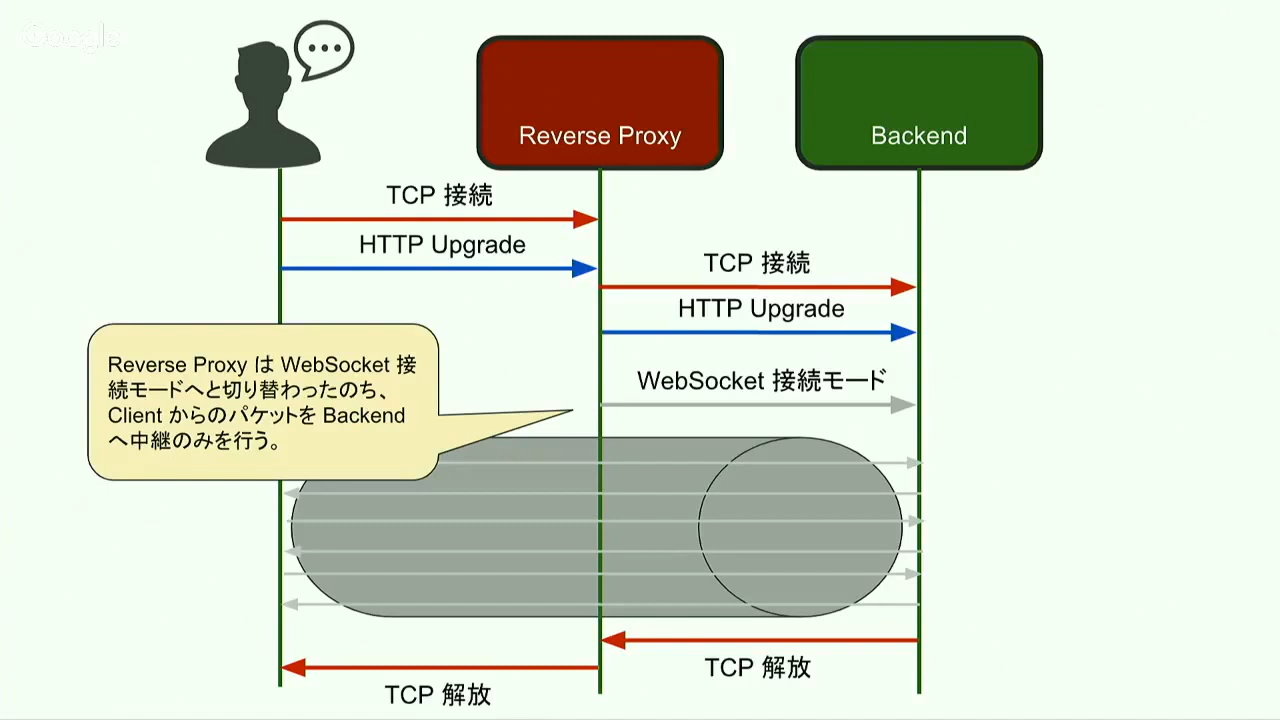 Google
Reverse Proxy
Backend
TCP 接続
HTTP Upgrade
TCP 接続
HTTP Upgrade
WebSocket 接続モード
Reverse Proxy は WebSocket 接
続モードへと切り替わったのち、
Client からのパケットを Backend
へ中継のみを行う。
TCP 解放
TCP 解放